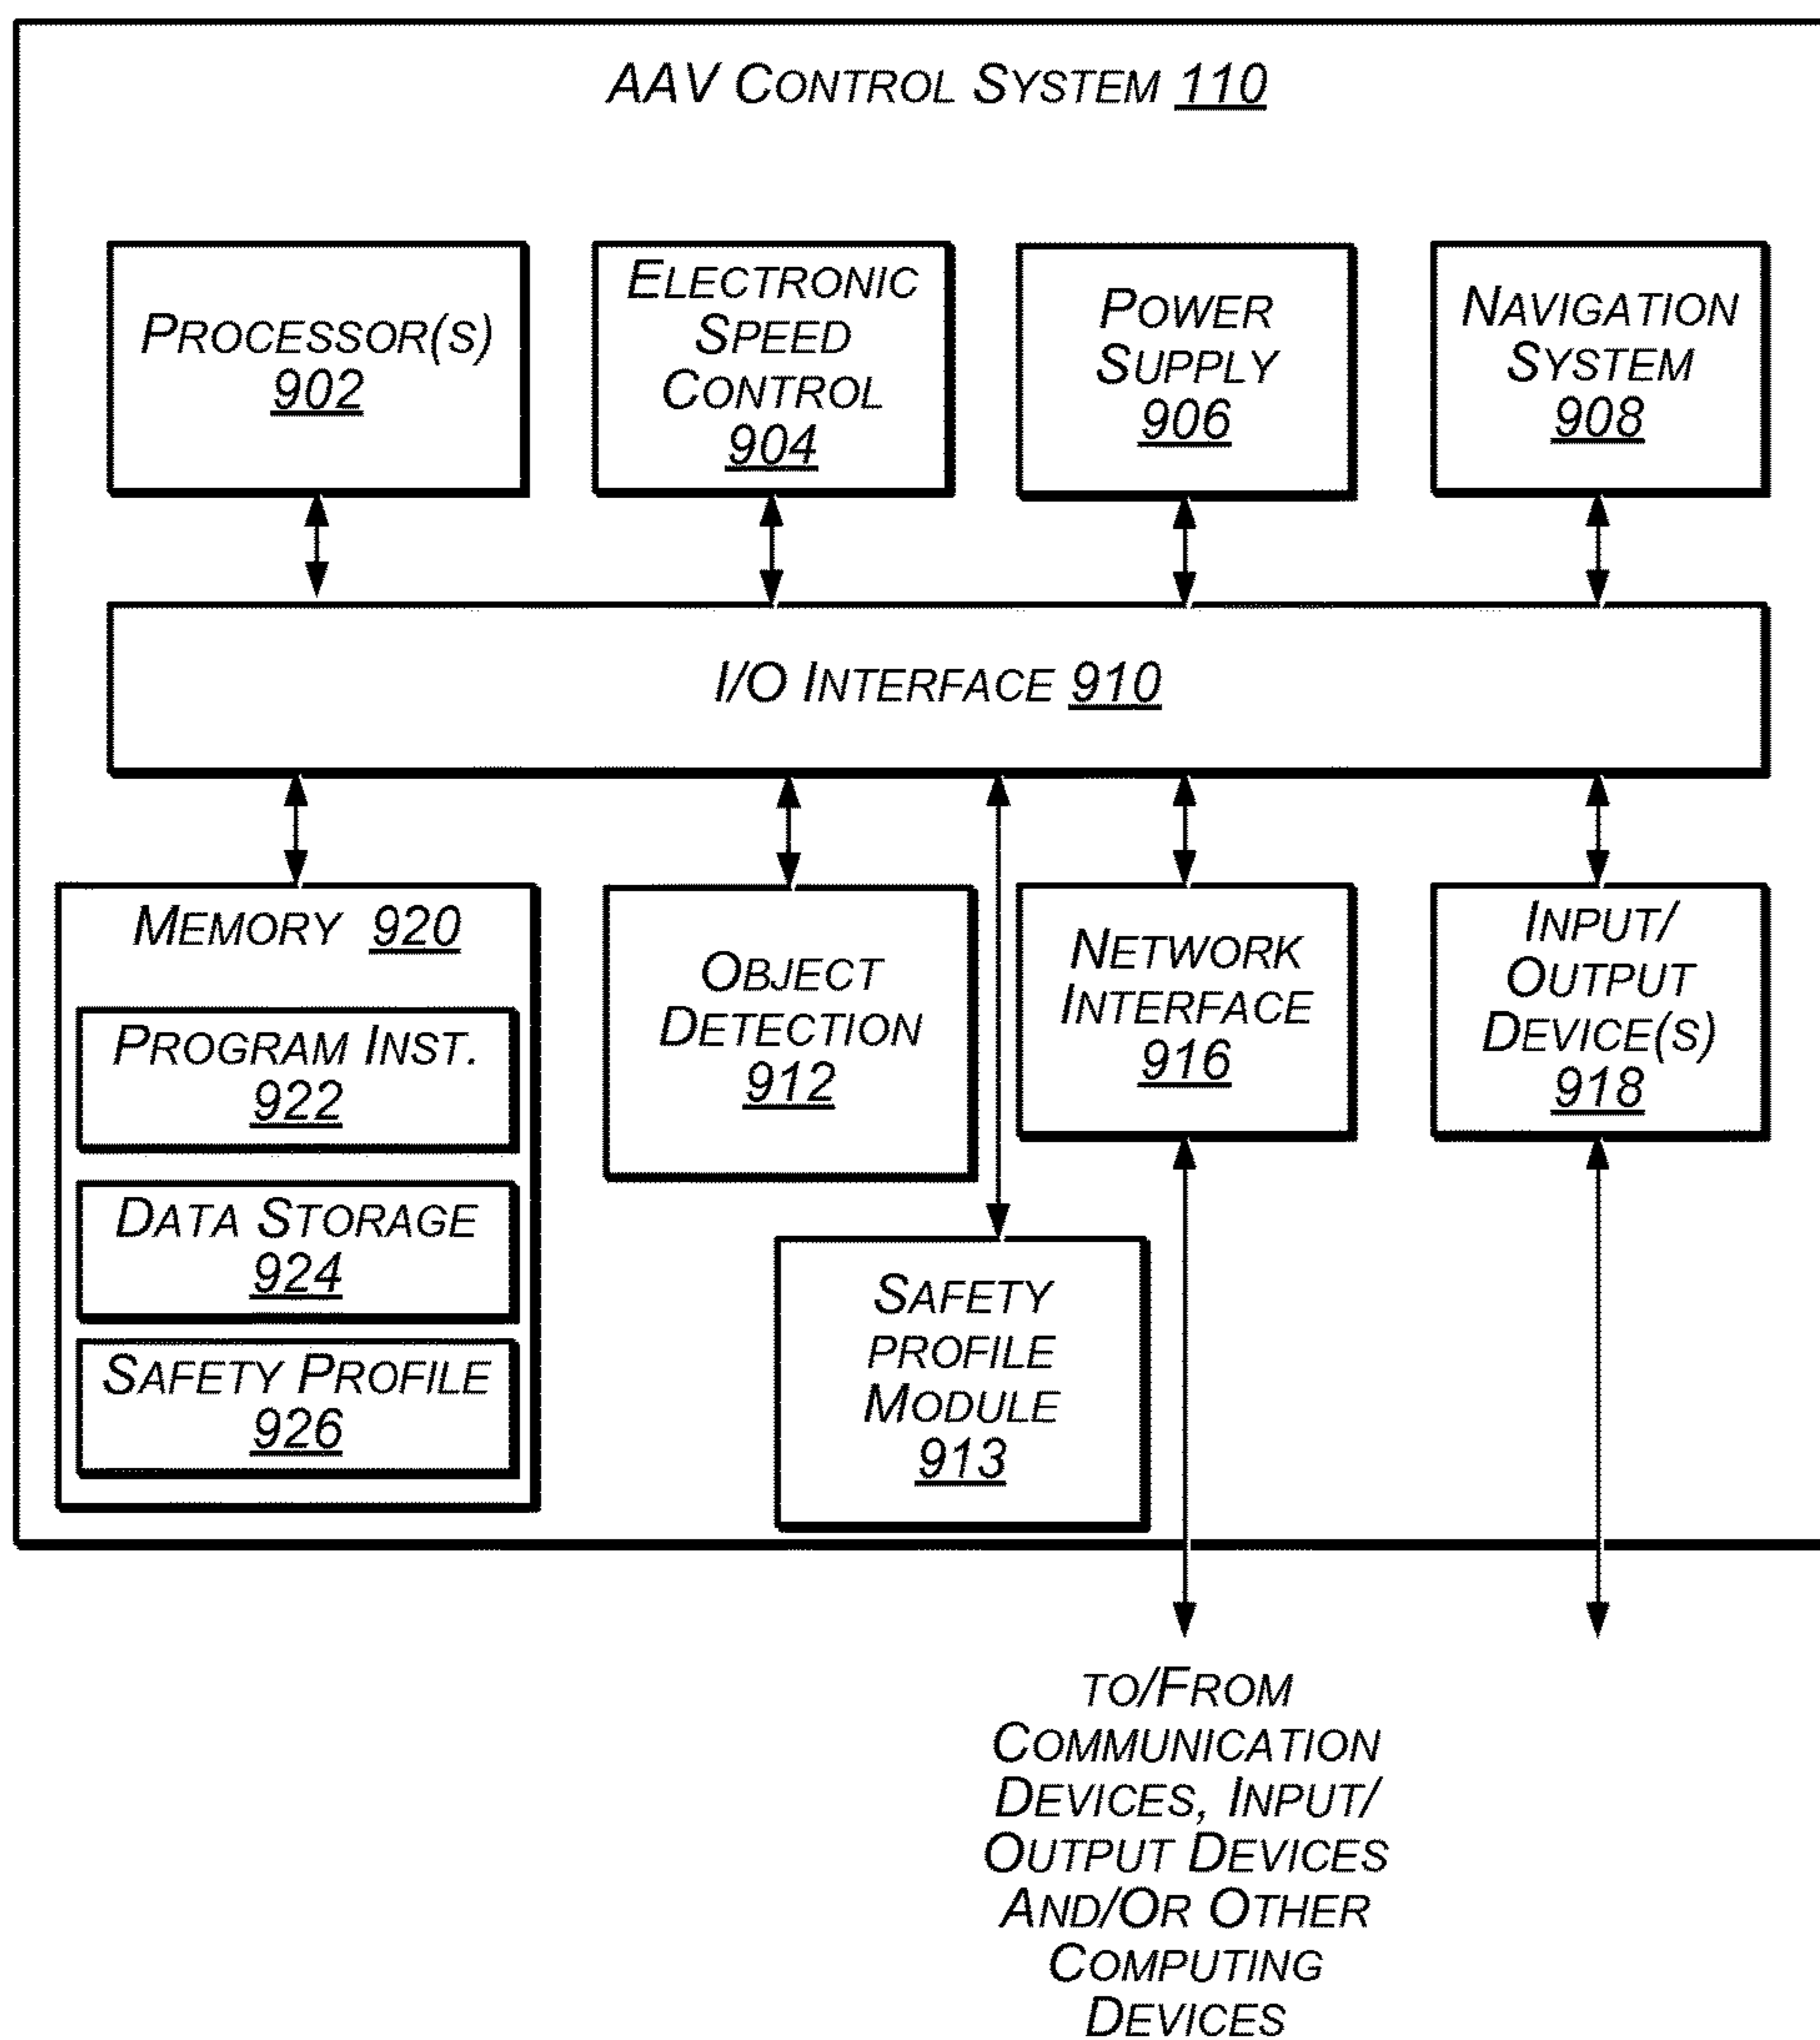 AAV CONTROL SYSTEM 110
PROCESSOR(S)
902
ELECTRONIC
SPEED
CONTROL
904
POWER
SUPPLY
906
NAVIGATION
SYSTEM
908
I/O INTERFACE 910
MEMORY 920
PROGRAM INST.
922
DATA STORAGE
924
SAFETY PROFILE
926
OBJECT
DETECTION
912
SAFETY
PROFILE
MODULE
913
NETWORK
INTERFACE
916
INPUT/
OUTPUT
DEVICE(S)
918
TO/FROM
COMMUNICATION
DEVICES, INPUT/
OUTPUT DEVICES
AND/OR OTHER
COMPUTING
DEVICES